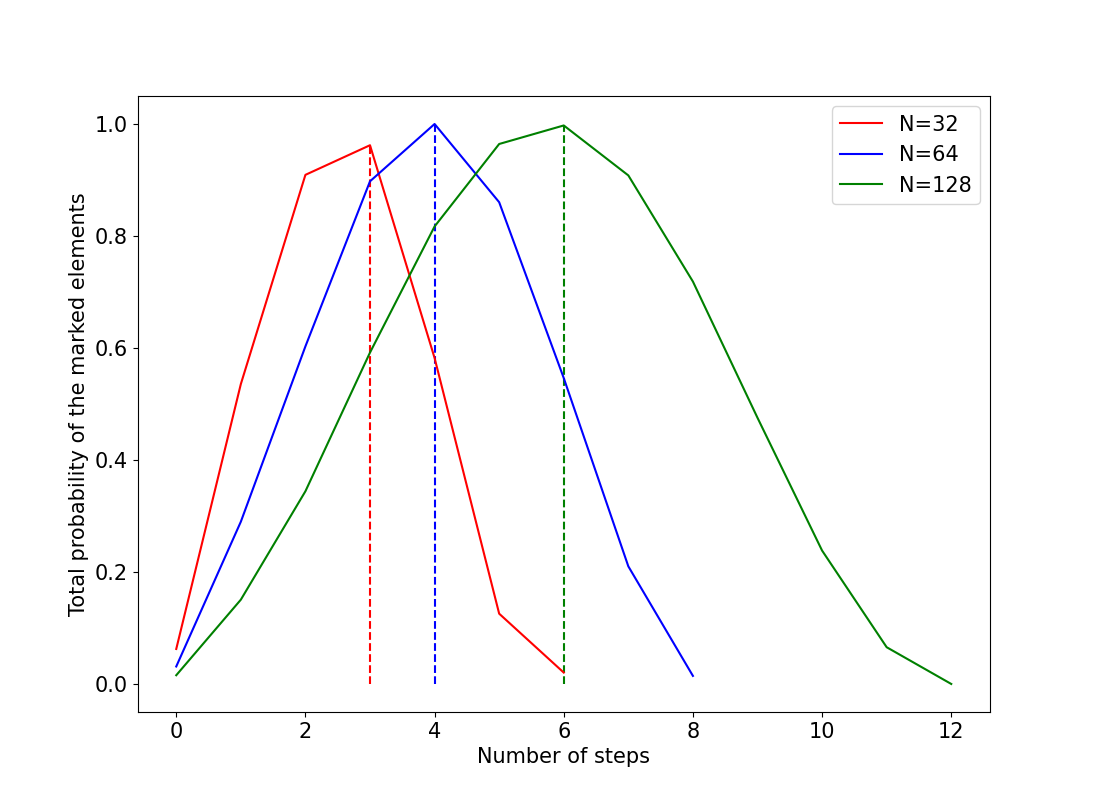 N=32
N=64
N=128
Total probability of the marked elements
1.0
0.8
0.6
0.4
0.2
0.0
0 2 4 6 8 10 12
Number of steps